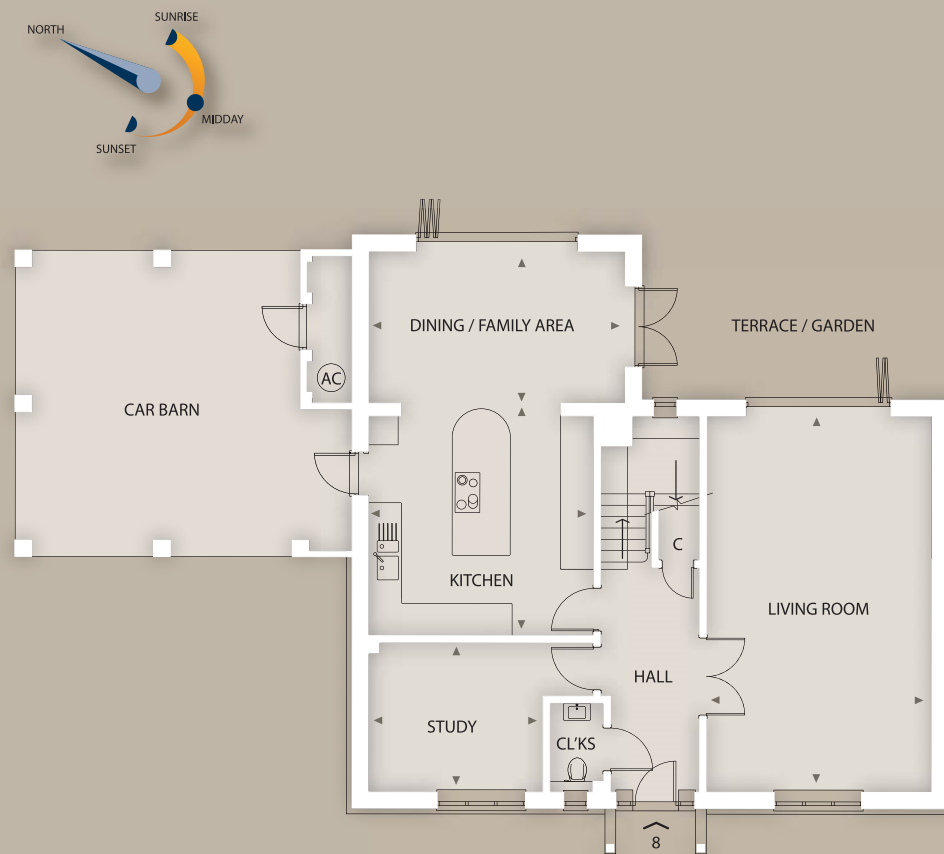 SUNRISE
NORTH
MIDDAY
SUNSET
DINING / FAMILY AREA
TERRACE / GARDEN
AC
CAR BARN
C
KITCHEN
LIVING ROOM
HALL
STUDY
CL'KS
8